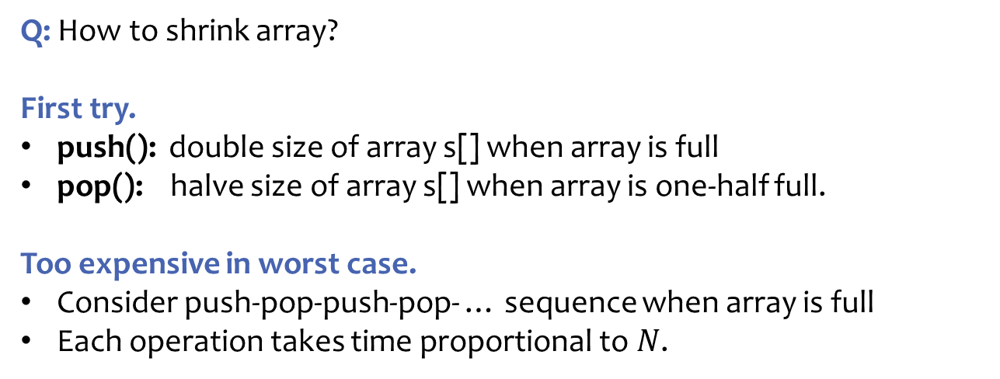 Q: How to shrink array?
First try.
• push(): double size of array s[] when array is full
• pop(): halve size of array s[] when array is one-half full.
Too expensive in worst case.
• Consider push-pop-push-pop- … sequence when array is full
• Each operation takes time proportional to N.